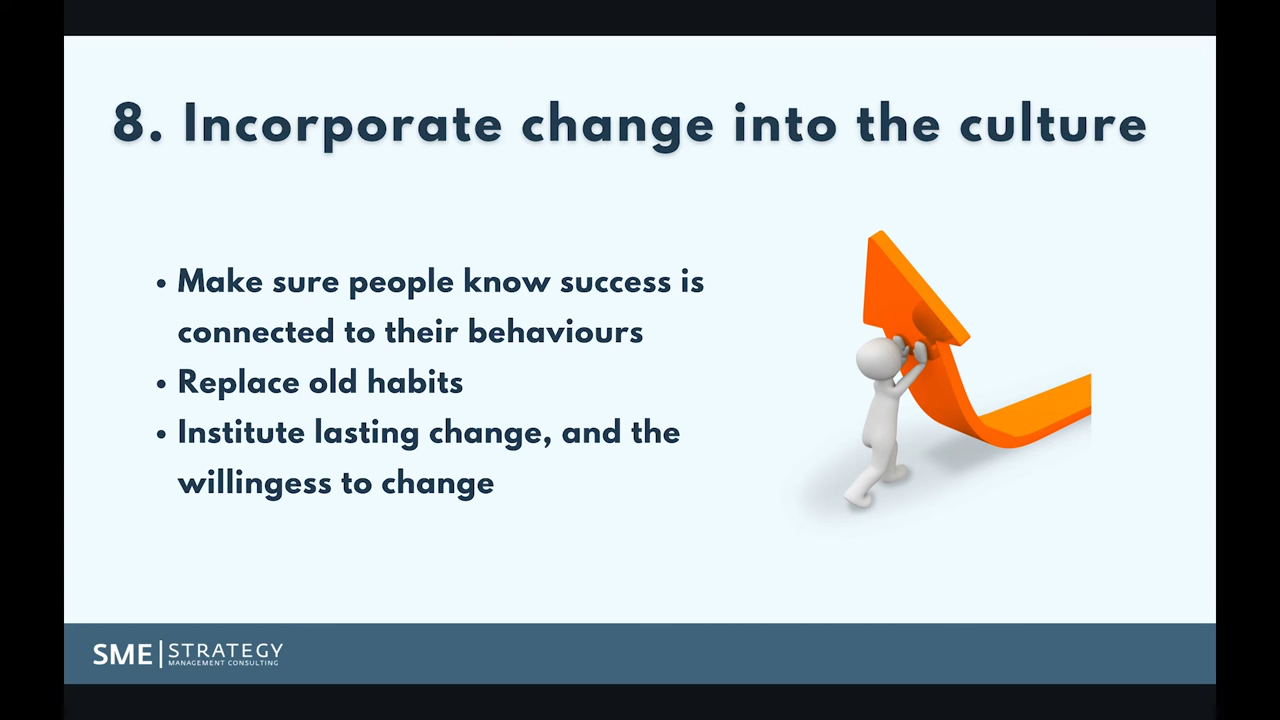 8. Incorporate change into the culture
• Make sure people know success is
connected to their behaviours
• Replace old habits
• Institute lasting change, and the
willingess to change
SME|STRATEGY
MANAGEMENT CONSULTING